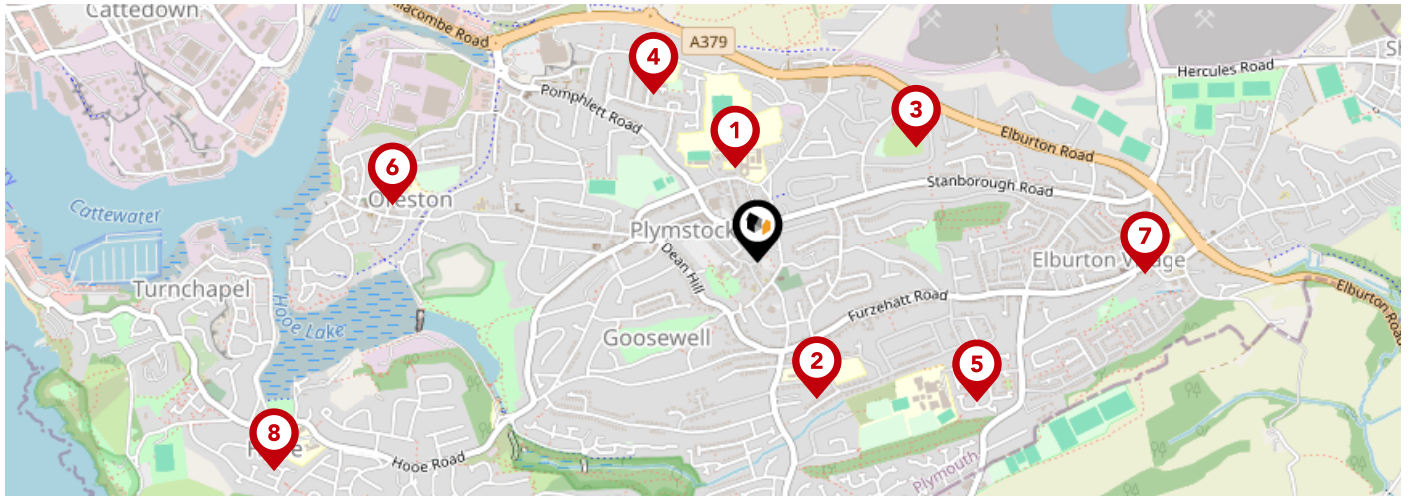 Cattedown
llacombe Road
A379
4
Hercules Road
Sh
Pomphlett Road
3
1
Elburton Road
6
Oreston
Stanborough Road
Cattewater
Plymstock
7
Elburton Village
Dean Hill
Turnchapel
Furzehatt Road
Elburton Road
Hooe Lake
Goosewell
2
5
8
Hooe
Hooe Road
Plymouth